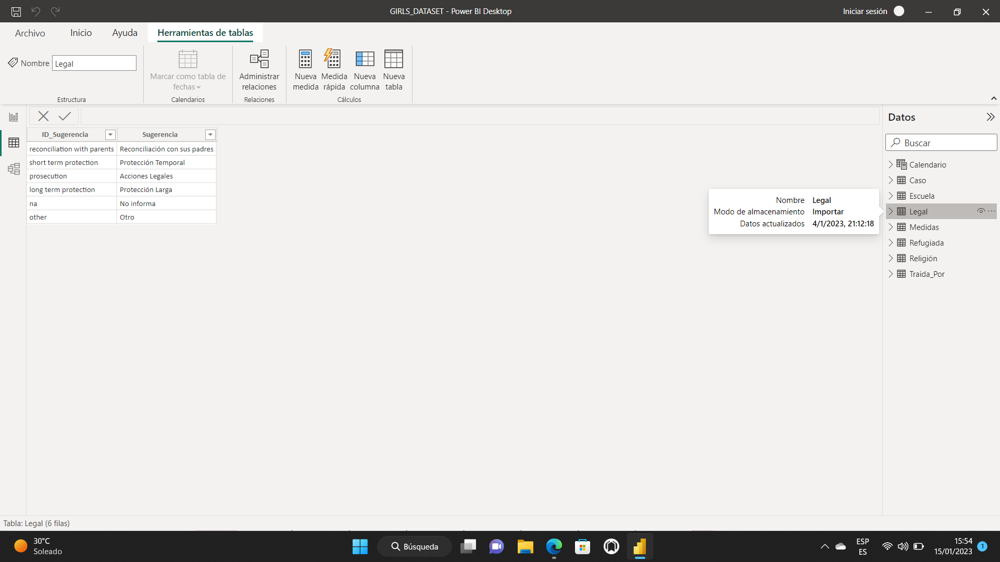 GIRLS_DATASET - Power BI Desktop
Iniciar sesión
Archivo
Inicio
Ayuda
Herramientas de tablas
Nombre
Legal
Estructura
Marcar como tabla de
fechas
Calendarios
Administrar
relaciones
Relaciones
Nueva
medida
Medida
rápida
Nueva
columna
Nueva
tabla
Cálculos
ID_Sugerencia
Sugerencia
reconciliation with parents
Reconciliación con sus padres
short term protection
Protección Temporal
prosecution
Acciones Legales
long term protection
Protección Larga
na
No informa
other
Otro
Nombre Legal
Modo de almacenamiento Importar
Datos actualizados 4/1/2023, 21:12:18
Datos
Buscar
Calendario
Caso
Escuela
Legal
Medidas
Refugiada
Religión
Traida_Por
Tabla: Legal (6 filas)
30°C
Soleado
Búsqueda
ESP
ES
15:54
15/01/2023
1